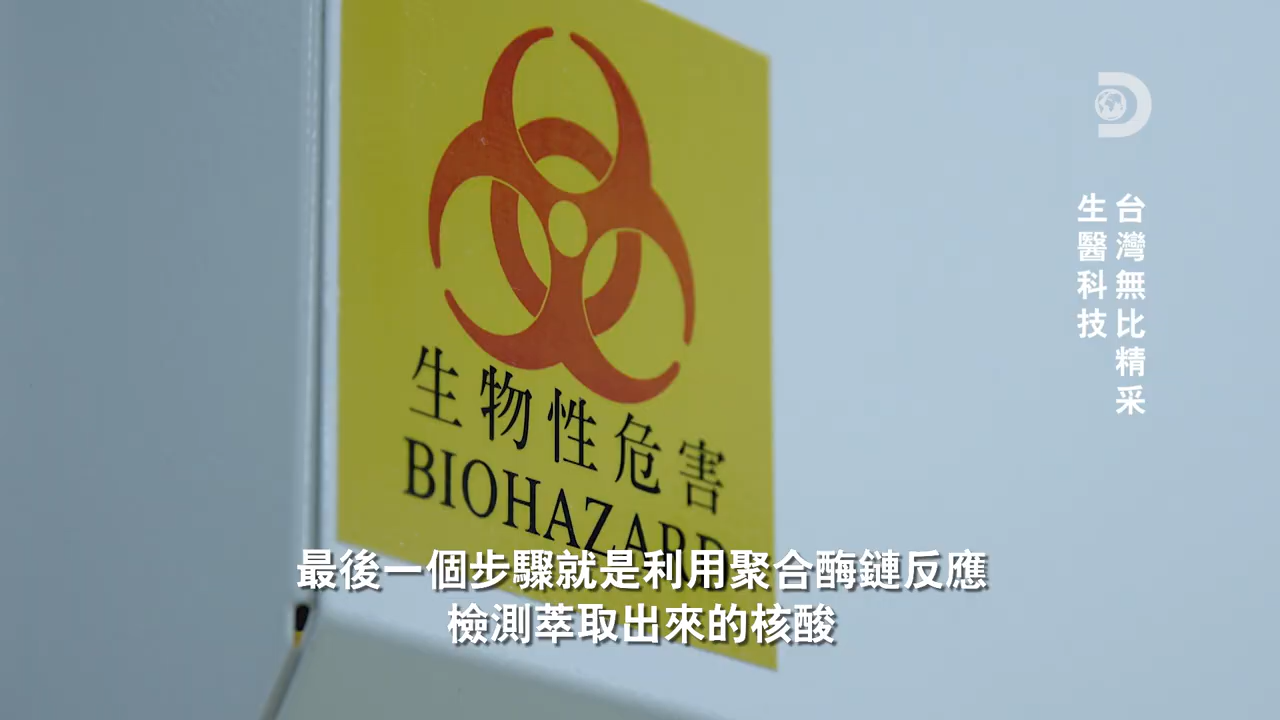 台灣無比精采
生醫科技
生物性危害
BIOHAZARD
最後一個步驟就是利用聚合酶鏈反應
檢測萃取出來的核酸